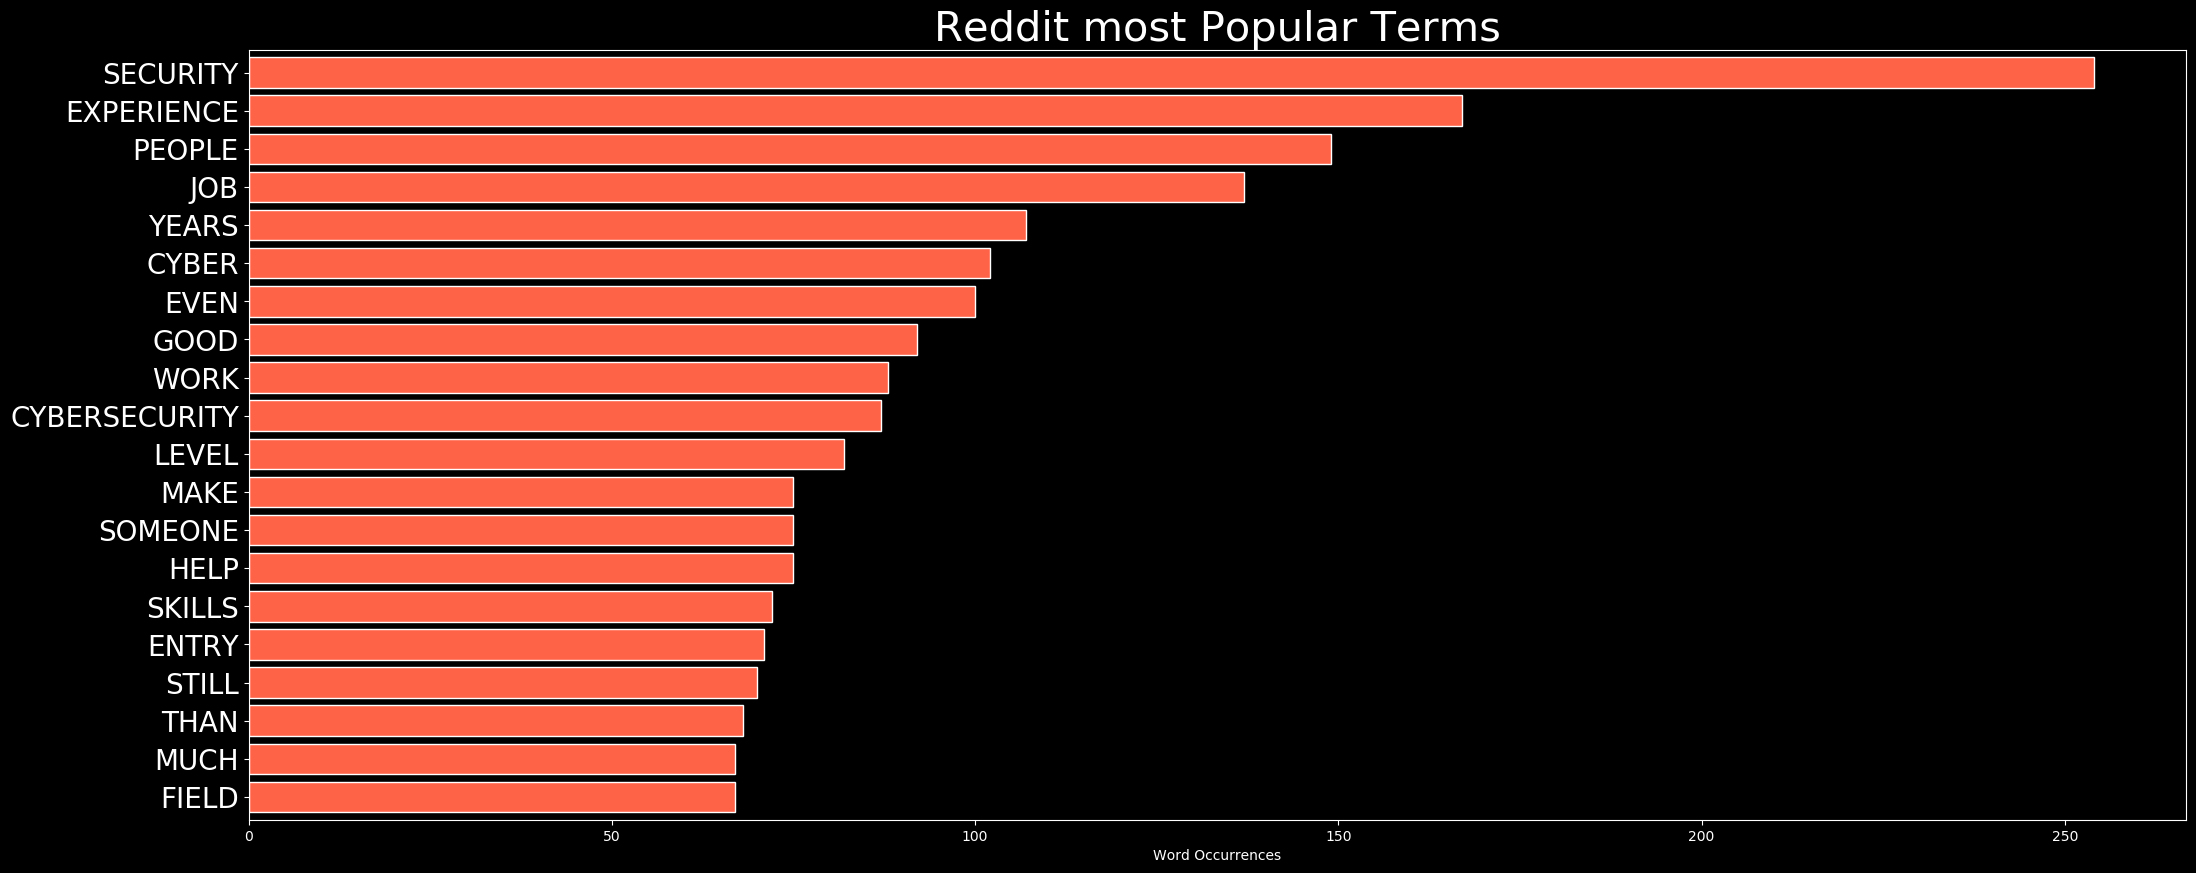 Reddit most Popular Terms
SECURITY
EXPERIENCE
PEOPLE
JOB
YEARS
CYBER
EVEN
GOOD
WORK
CYBERSECURITY
LEVEL
MAKE
SOMEONE
HELP
SKILLS
ENTRY
STILL
THAN
MUCH
FIELD
0 50 100 150 200 250
Word Occurrences